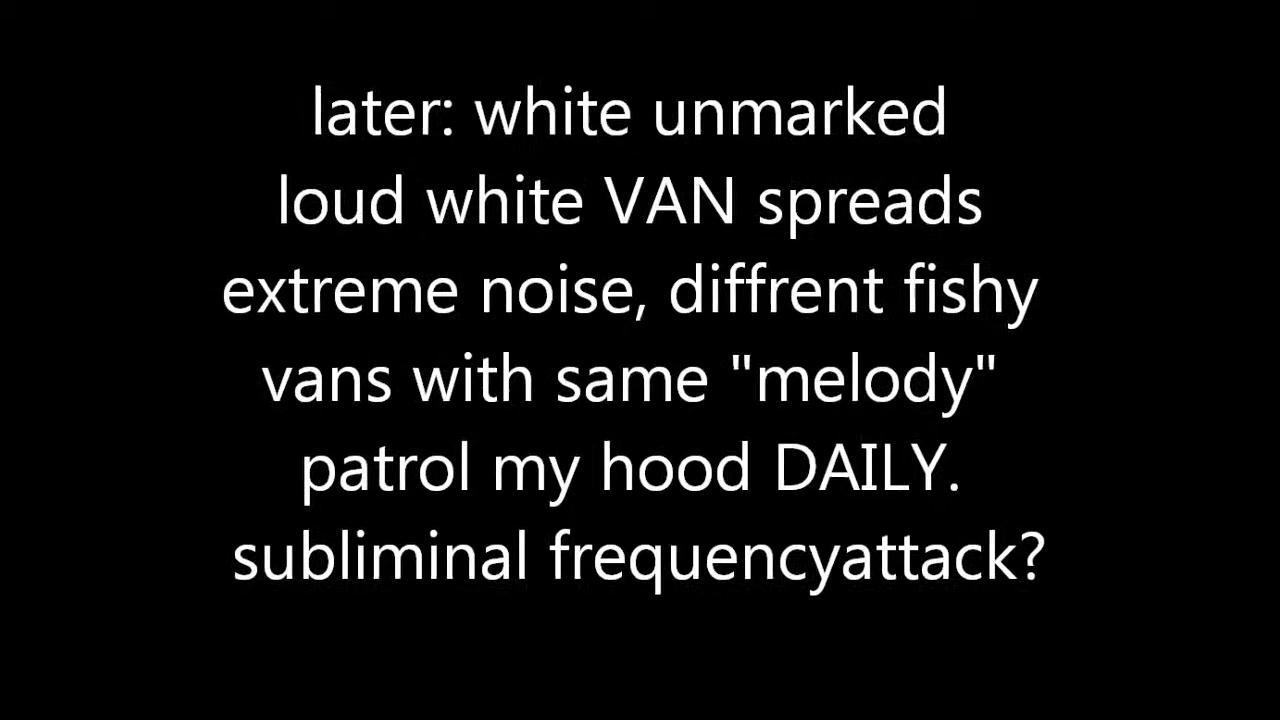 later: white unmarked
loud white VAN spreads
extreme noise, diffrent fishy
vans with same "melody"
patrol my hood DAILY.
subliminal frequencyattack?